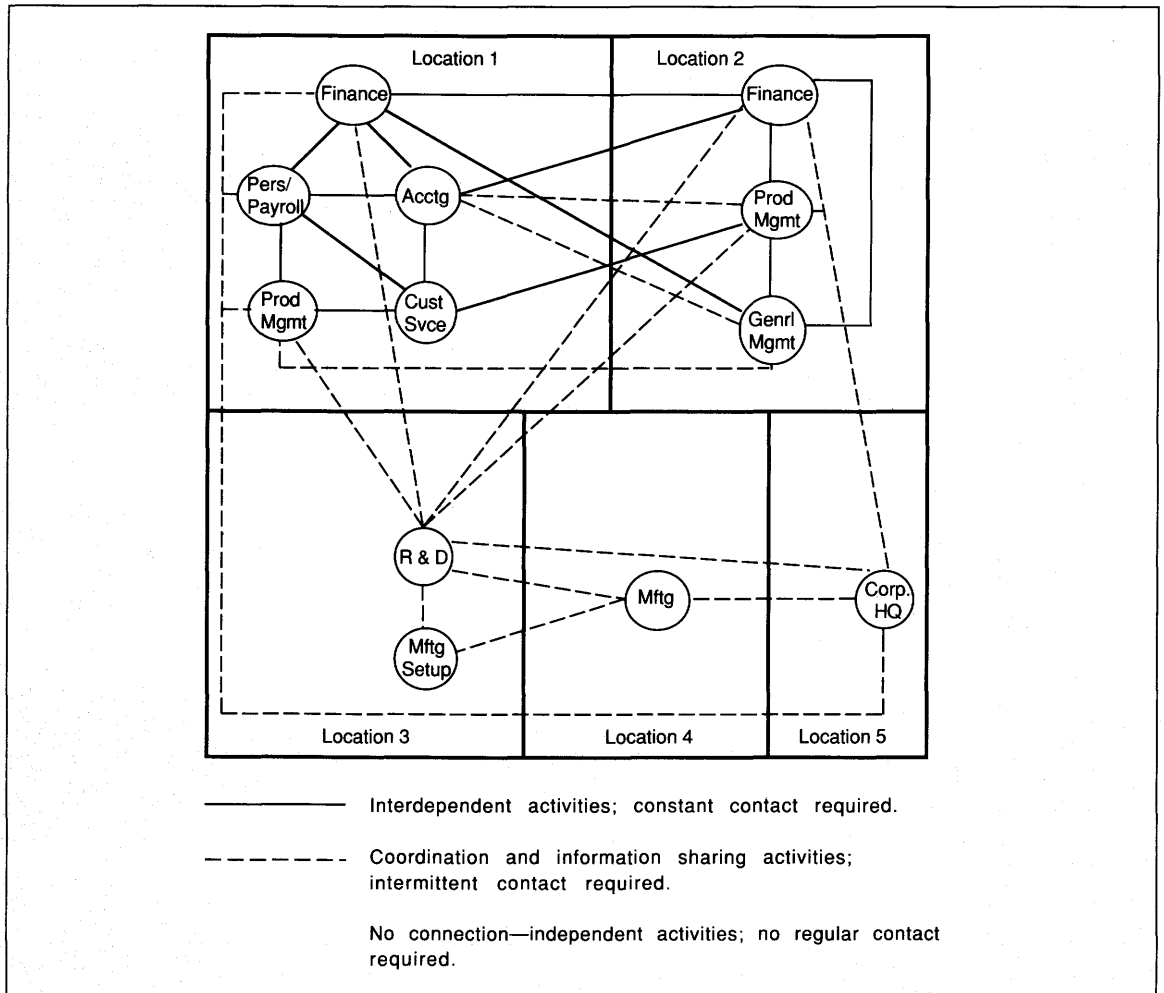 Location 1
Location 2
Finance
Finance
Pers/
Payroll
Acctg
Prod
Mgmt
Prod
Mgmt
Cust
Svce
Genrl
Mgmt
R & D
Mftg
Corp.
HQ
Mftg
Setup
Location 3
Location 4
Location 5
Interdependent activities; constant contact required.
Coordination and information sharing activities;
intermittent contact required.
No connection—independent activities; no regular contact
required.